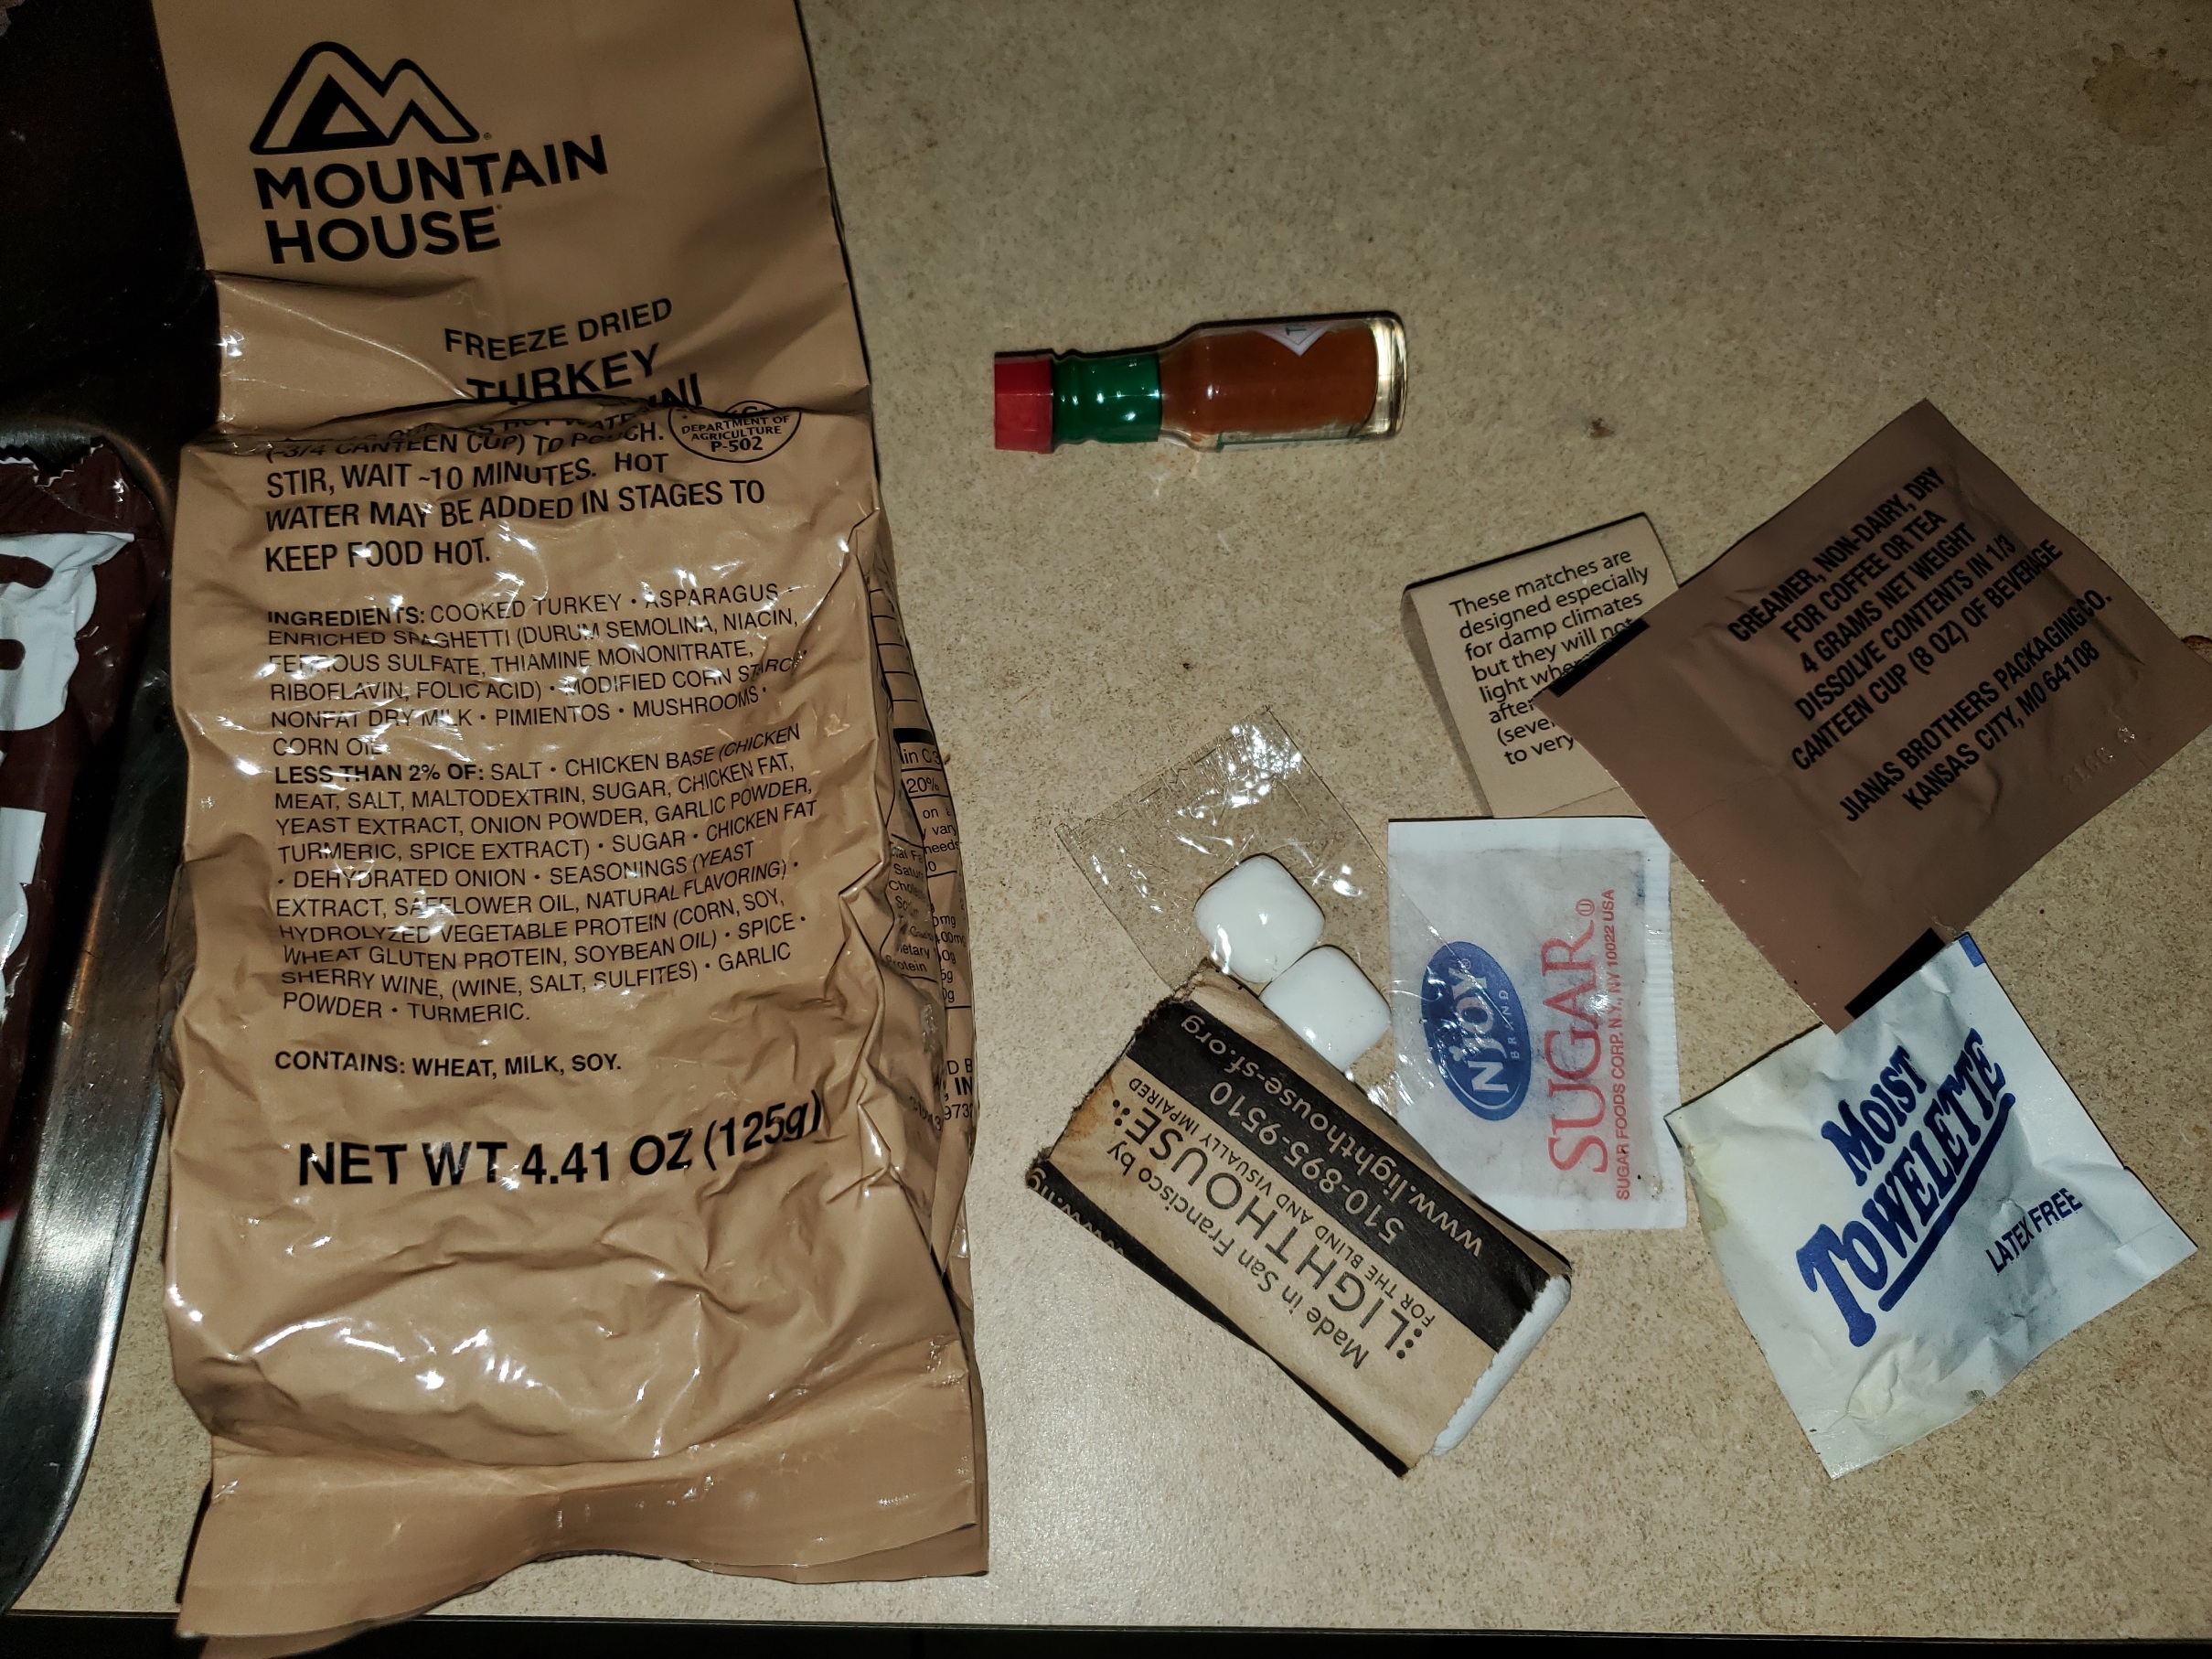 MOUNTAIN
HOUSE
FREEZE DRIED
TURKEY
(~3/4 CANTEEN CUP) TO POUCH.
STIR, WAIT ~10 MINUTES. HOT
WATER MAY BE ADDED IN STAGES TO
KEEP FOOD HOT.
DEPARTMENT OF
AGRICULTURE
P-502
INGREDIENTS: COOKED TURKEY • ASPARAGUS •
ENRICHED SPAGHETTI (DURUM SEMOLINA, NIACIN,
FERROUS SULFATE, THIAMINE MONONITRATE,
RIBOFLAVIN, FOLIC ACID) • MODIFIED CORN STARCH •
NONFAT DRY MILK • PIMIENTOS • MUSHROOMS •
CORN OIL
LESS THAN 2% OF: SALT • CHICKEN BASE (CHICKEN
MEAT, SALT, MALTODEXTRIN, SUGAR, CHICKEN FAT,
YEAST EXTRACT, ONION POWDER, GARLIC POWDER,
TURMERIC, SPICE EXTRACT) • SUGAR • CHICKEN FAT
• DEHYDRATED ONION • SEASONINGS (YEAST
EXTRACT, SAFFLOWER OIL, NATURAL FLAVORING) •
HYDROLYZED VEGETABLE PROTEIN (CORN, SOY,
WHEAT GLUTEN PROTEIN, SOYBEAN OIL) • SPICE •
SHERRY WINE, (WINE, SALT, SULFITES) • GARLIC
POWDER • TURMERIC.
CONTAINS: WHEAT, MILK, SOY.
NET WT 4.41 OZ (125g)
20%
These matches are
designed especially
for damp climates
but they will not
light
after
to very
CREAMER, NON-DAIRY, DRY
FOR COFFEE OR TEA
4 GRAMS NET WEIGHT
DISSOLVE CONTENTS IN 1/3
CANTEEN CUP (8 OZ) OF BEVERAGE
JIANAS BROTHERS PACKAGING CO.
KANSAS CITY, MO 64108
N'JOY
BRAND
SUGAR
SUGAR FOODS CORP. N.Y., NY 10022 USA
Made in San Francisco by
LIGHTHOUSE
FOR THE BLIND AND VISUALLY IMPAIRED
510-895-9510
www.lighthouse-sf.org
MOIST
TOWELETTE
LATEX FREE